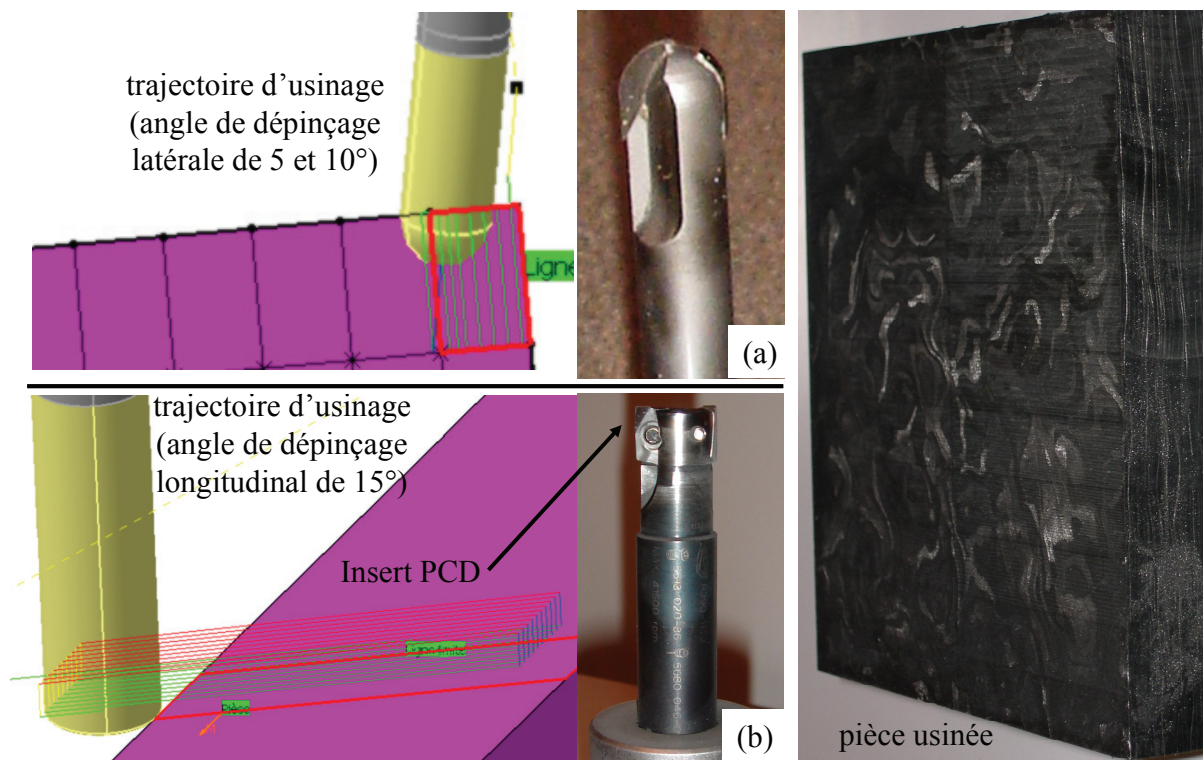 trajectoire d’usinage
(angle de dépinçage
latérale de 5 et 10°)
Ligne
(a)
trajectoire d’usinage
(angle de dépinçage
longitudinal de 15°)
Insert PCD
(b)
pièce usinée